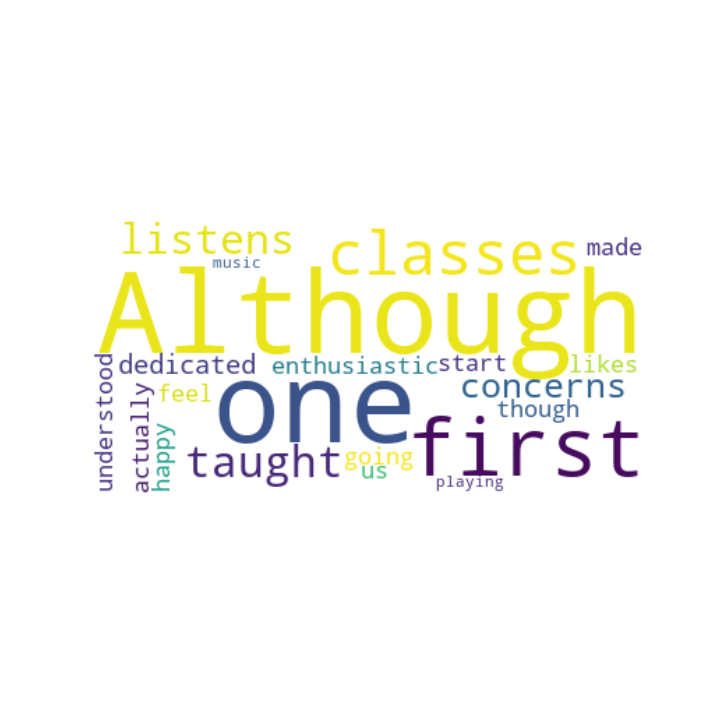 listens
classes
made
music
Although
dedicated
enthusiastic
start
likes
understood
actually
feel
one
concerns
though
happy
taught
going
first
us
playing